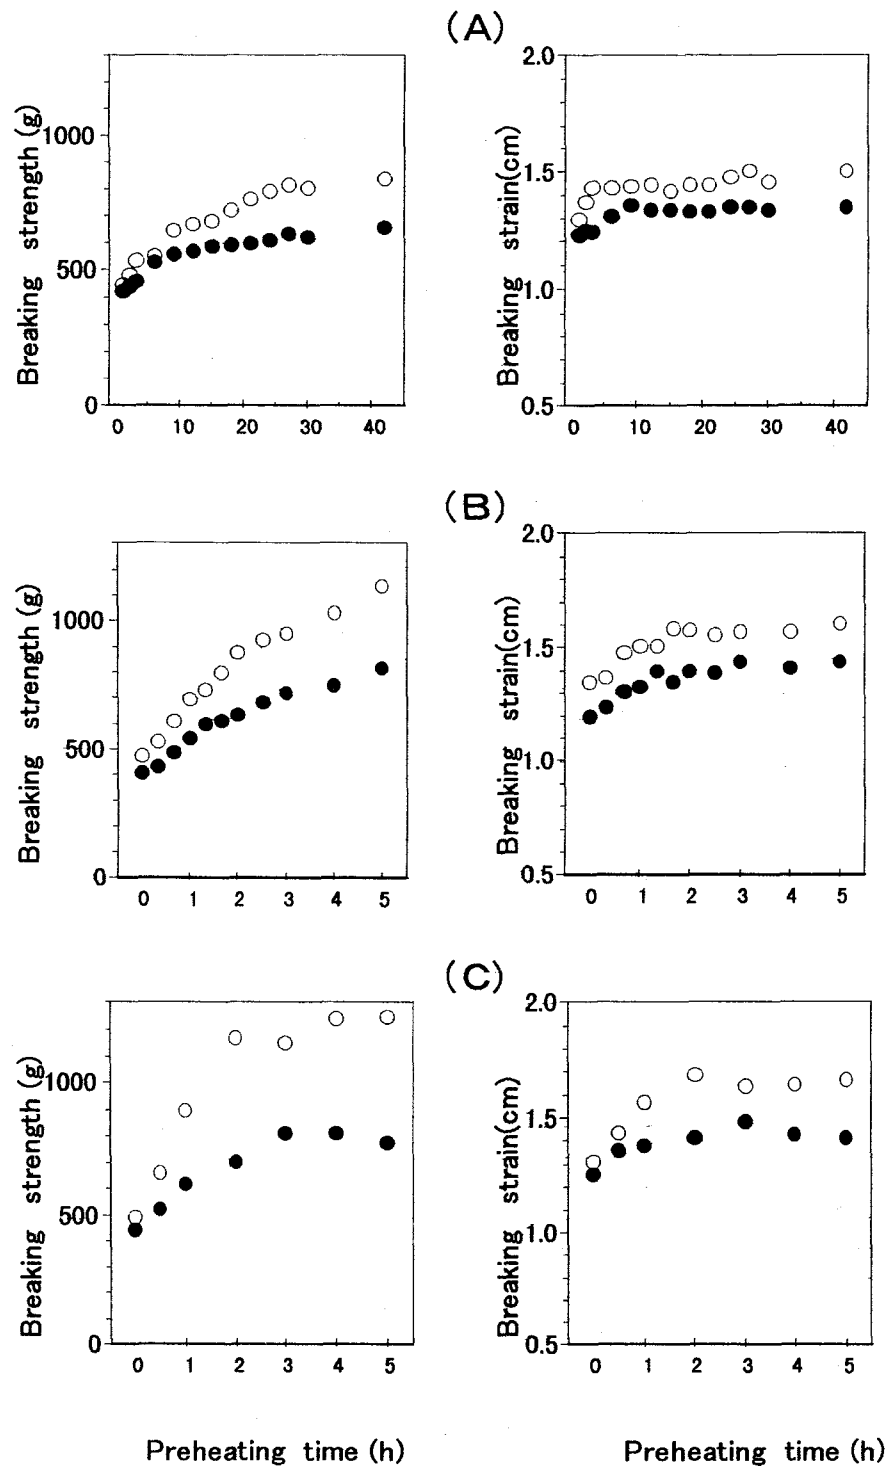 (A)
Breaking strength (g)
1000
500
0
0 10 20 30 40
Breaking strain(cm)
2.0
1.5
1.0
0.5
0 10 20 30 40
(B)
Breaking strength (g)
1000
500
0
0 1 2 3 4 5
Breaking strain(cm)
2.0
1.5
1.0
0.5
0 1 2 3 4 5
(C)
Breaking strength (g)
1000
500
0
0 1 2 3 4 5
Preheating time (h)
Breaking strain(cm)
2.0
1.5
1.0
0.5
0 1 2 3 4 5
Preheating time (h)